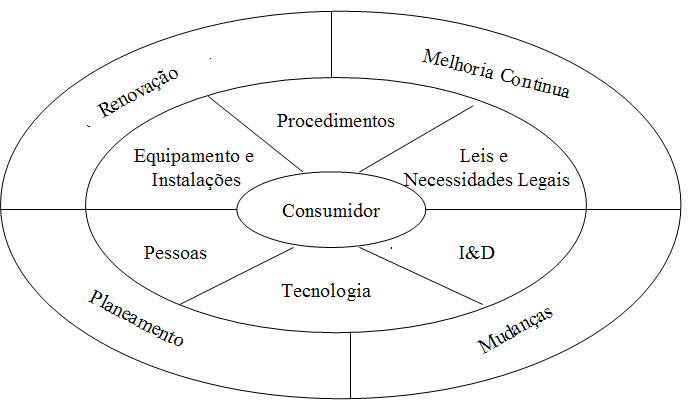 Renovação
Melhoria Continua
Procedimentos
Equipamento e
Instalações
Leis e
Necessidades Legais
Consumidor
Pessoas
I&D
Tecnologia
Planeamento
Mudanças